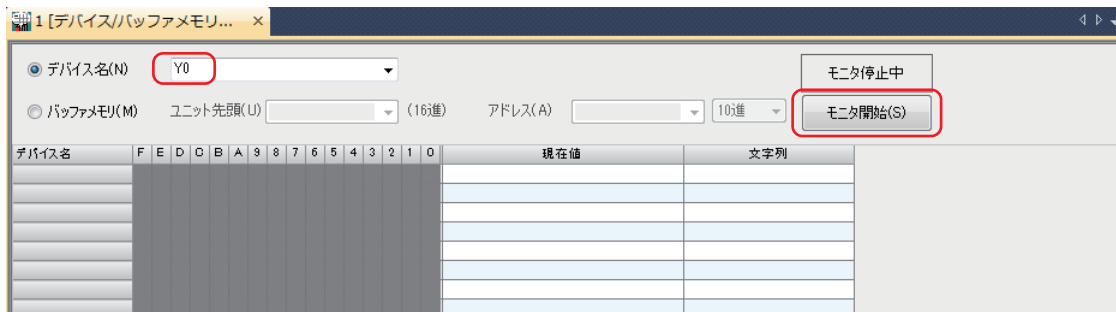 1 [デバイス/バッファメモリ... ×
デバイス名(N) Y0 モニタ停止中
バッファメモリ(M) ユニット先頭(U) (16進) アドレス(A) 10進 モニタ開始(S)
デバイス名 F E D C B A 9 8 7 6 5 4 3 2 1 0 現在値 文字列